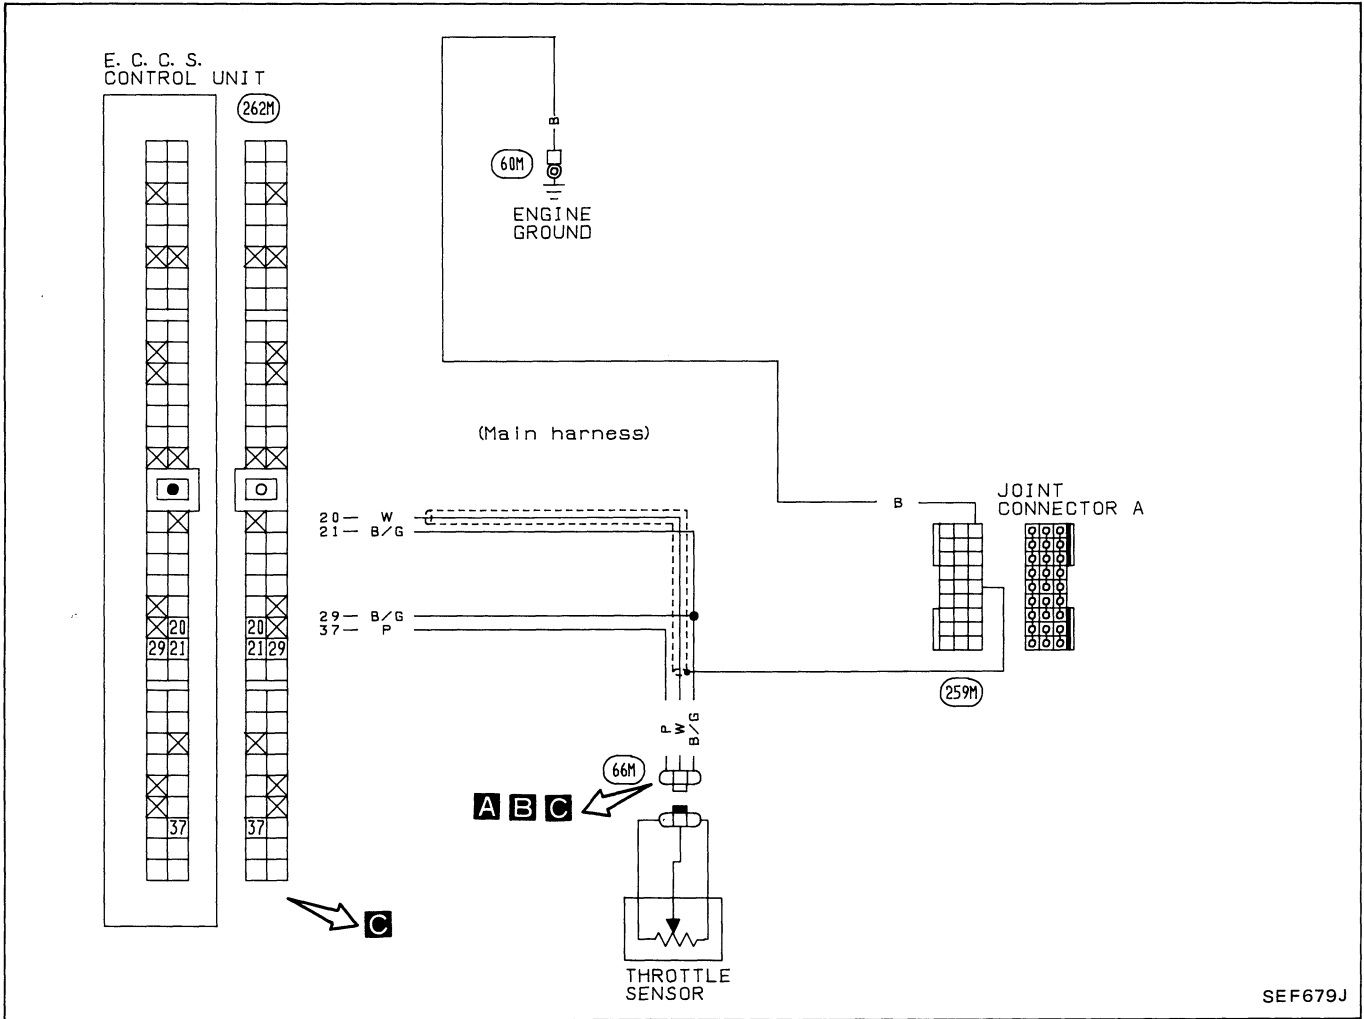 E. C. C. S.
CONTROL UNIT
262M
B
60M
ENGINE
GROUND
(Main harness)
B
JOINT
CONNECTOR A
20 W
21 B/G
29 B/G
37 P
20
29 21
37
20
21 29
37
259M
P W B/G
66M
A B C
C
THROTTLE
SENSOR
SEF679J